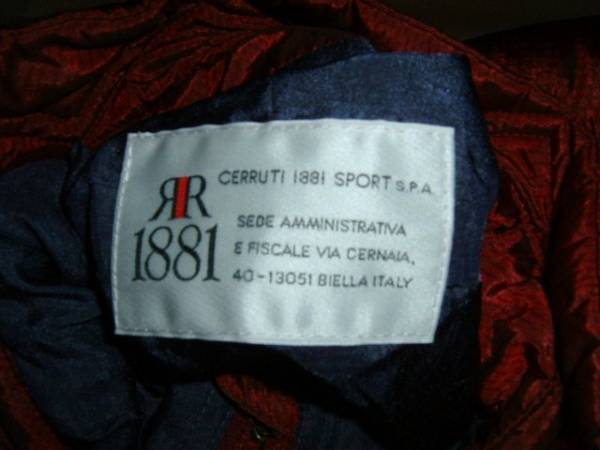 CERRUTI 1881 SPORT S.P.A.
RR
1881
SEDE AMMINISTRATIVA
E FISCALE VIA CERNAIA,
40-13051 BIELLA ITALY